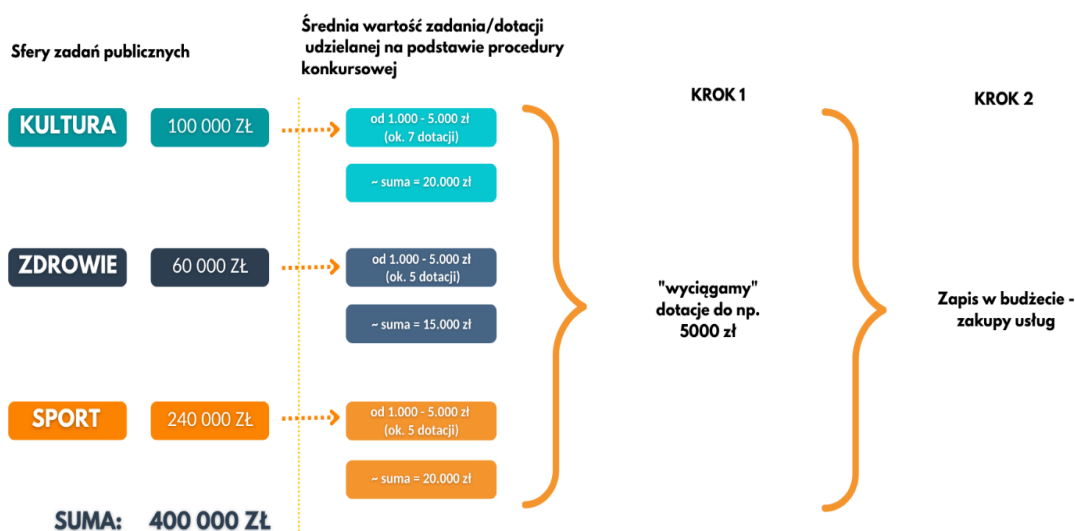 Sfery zadań publicznych
Średnia wartość zadania/dotacji
udzielanej na podstawie procedury
konkursowej
KROK 1
KROK 2
KULTURA
100 000 ZŁ
od 1.000 - 5.000 zł
(ok. 7 dotacji)
~ suma = 20.000 zł
ZDROWIE
60 000 ZŁ
od 1.000 - 5.000 zł
(ok. 5 dotacji)
~ suma = 15.000 zł
"wyciągamy"
dotacje do np.
5000 zł
Zapis w budżecie -
zakupy usług
SPORT
240 000 ZŁ
od 1.000 - 5.000 zł
(ok. 5 dotacji)
~ suma = 20.000 zł
SUMA: 400 000 ZŁ